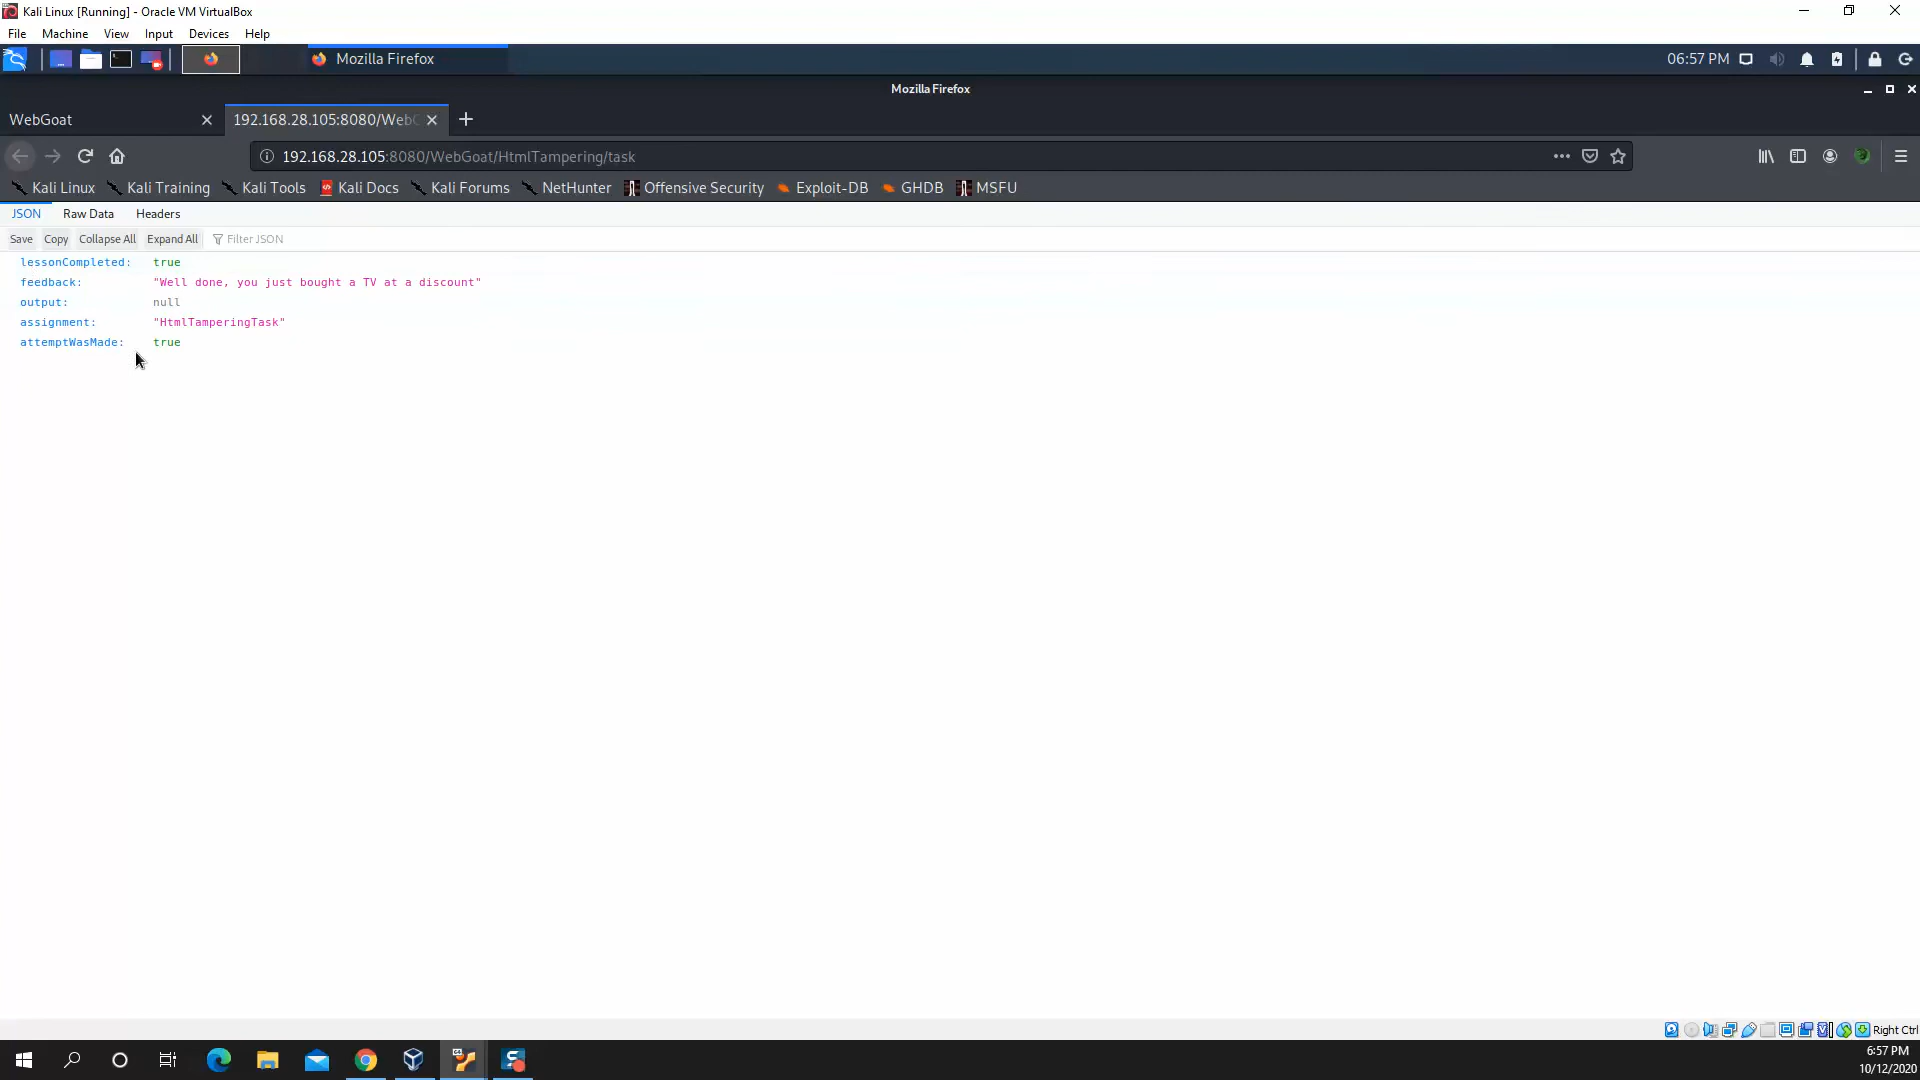 Kali Linux [Running] - Oracle VM VirtualBox
File Machine View Input Devices Help
Mozilla Firefox 06:57 PM
Mozilla Firefox
WebGoat 192.168.28.105:8080/WebG
192.168.28.105:8080/WebGoat/HtmlTampering/task
Kali Linux Kali Training Kali Tools Kali Docs Kali Forums NetHunter Offensive Security Exploit-DB GHDB MSFU
JSON Raw Data Headers
Save Copy Collapse All Expand All Filter JSON
lessonCompleted: true
feedback: "Well done, you just bought a TV at a discount"
output: null
assignment: "HtmlTamperingTask"
attemptWasMade: true
Right Ctrl
6:57 PM
10/12/2020